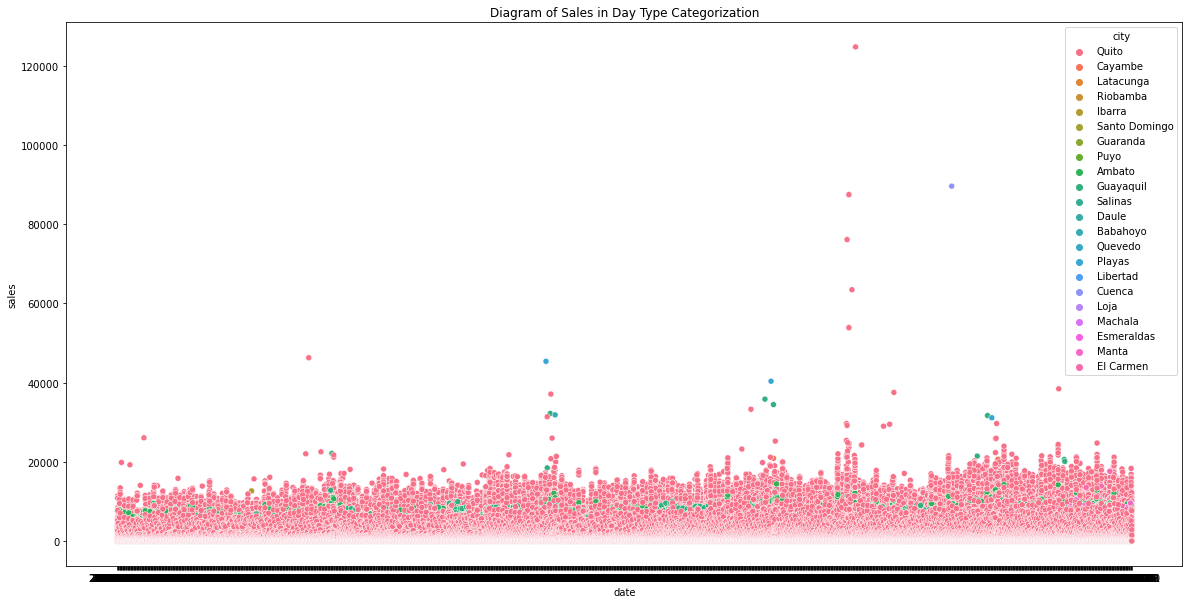 Diagram of Sales in Day Type Categorization
120000
100000
80000
60000
40000
20000
0
sales
date
city
Quito
Cayambe
Latacunga
Riobamba
Ibarra
Santo Domingo
Guaranda
Puyo
Ambato
Guayaquil
Salinas
Daule
Babahoyo
Quevedo
Playas
Libertad
Cuenca
Loja
Machala
Esmeraldas
Manta
El Carmen